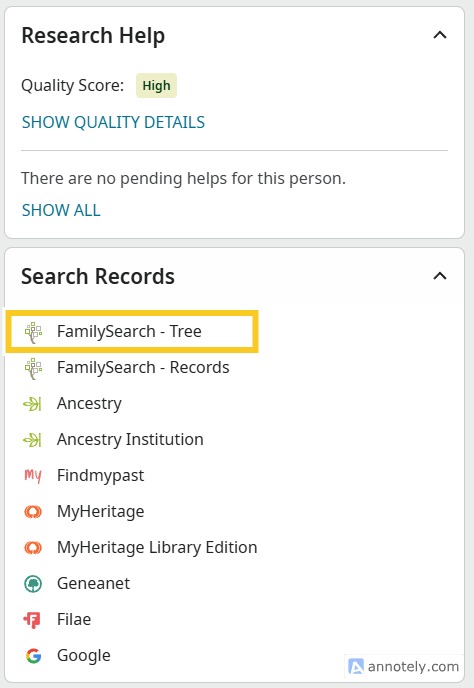 Research Help
Quality Score: High
SHOW QUALITY DETAILS
There are no pending helps for this person.
SHOW ALL
Search Records
FamilySearch - Tree
FamilySearch - Records
Ancestry
Ancestry Institution
my Findmypast
MyHeritage
MyHeritage Library Edition
Geneanet
Filae
Google
annotely.com